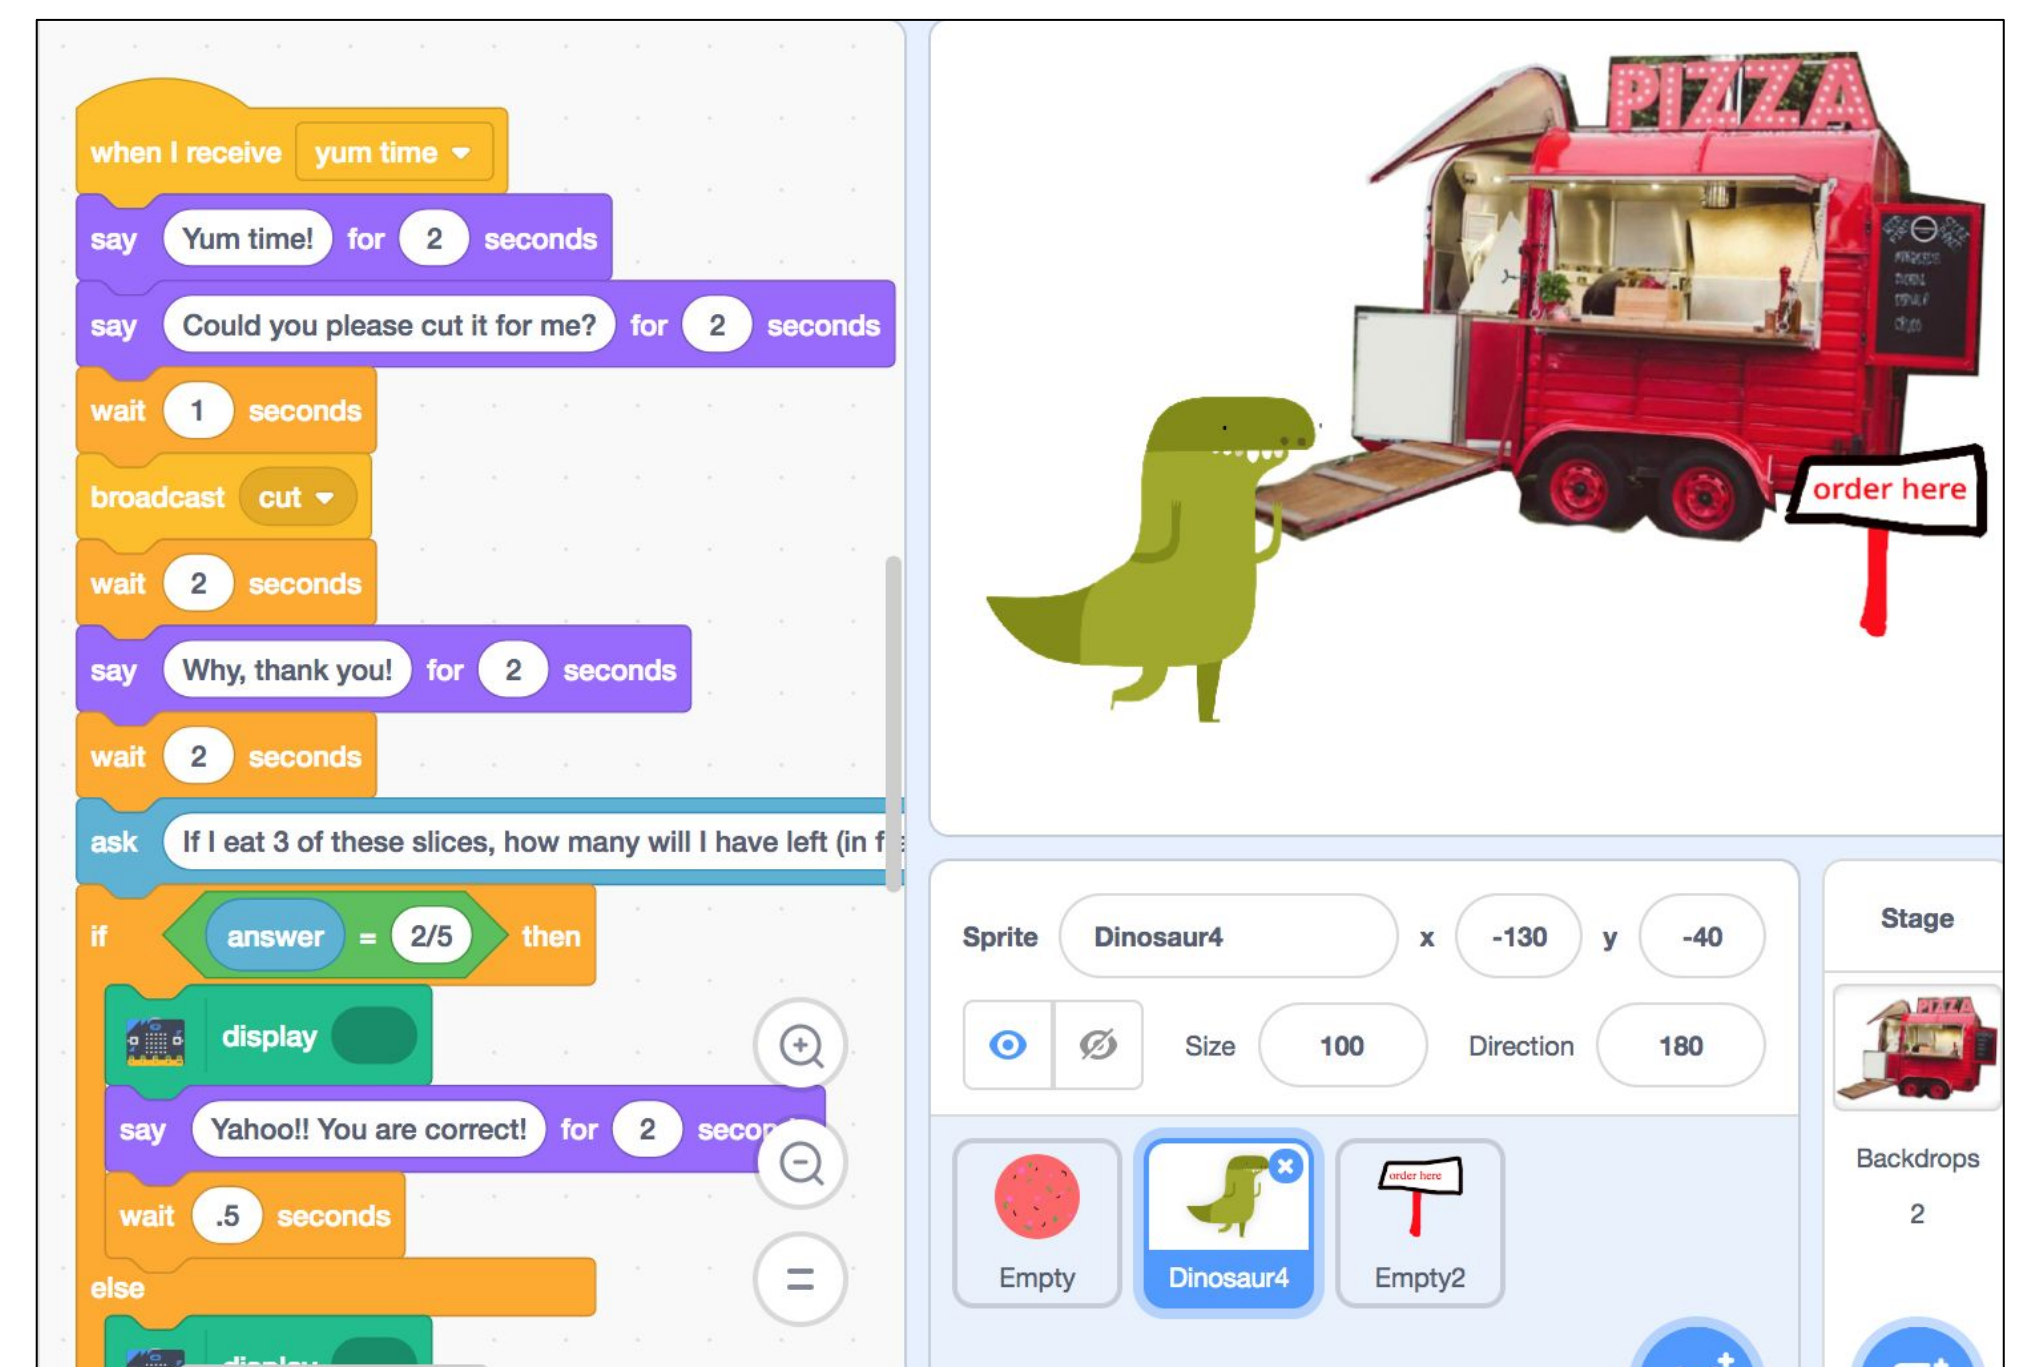 when I receive yum time
say Yum time! for 2 seconds
say Could you please cut it for me? for 2 seconds
wait 1 seconds
broadcast cut
wait 2 seconds
say Why, thank you! for 2 seconds
wait 2 seconds
ask If I eat 3 of these slices, how many will I have left (in f
if answer = 2/5 then
display
say Yahoo!! You are correct! for 2
wait .5 seconds
else
display
PIZZA
order here
Sprite Dinosaur4 x -130 y -40
Size 100 Direction 180
order here
Empty Dinosaur4 Empty2
Stage
PIZZA
Backdrops
2